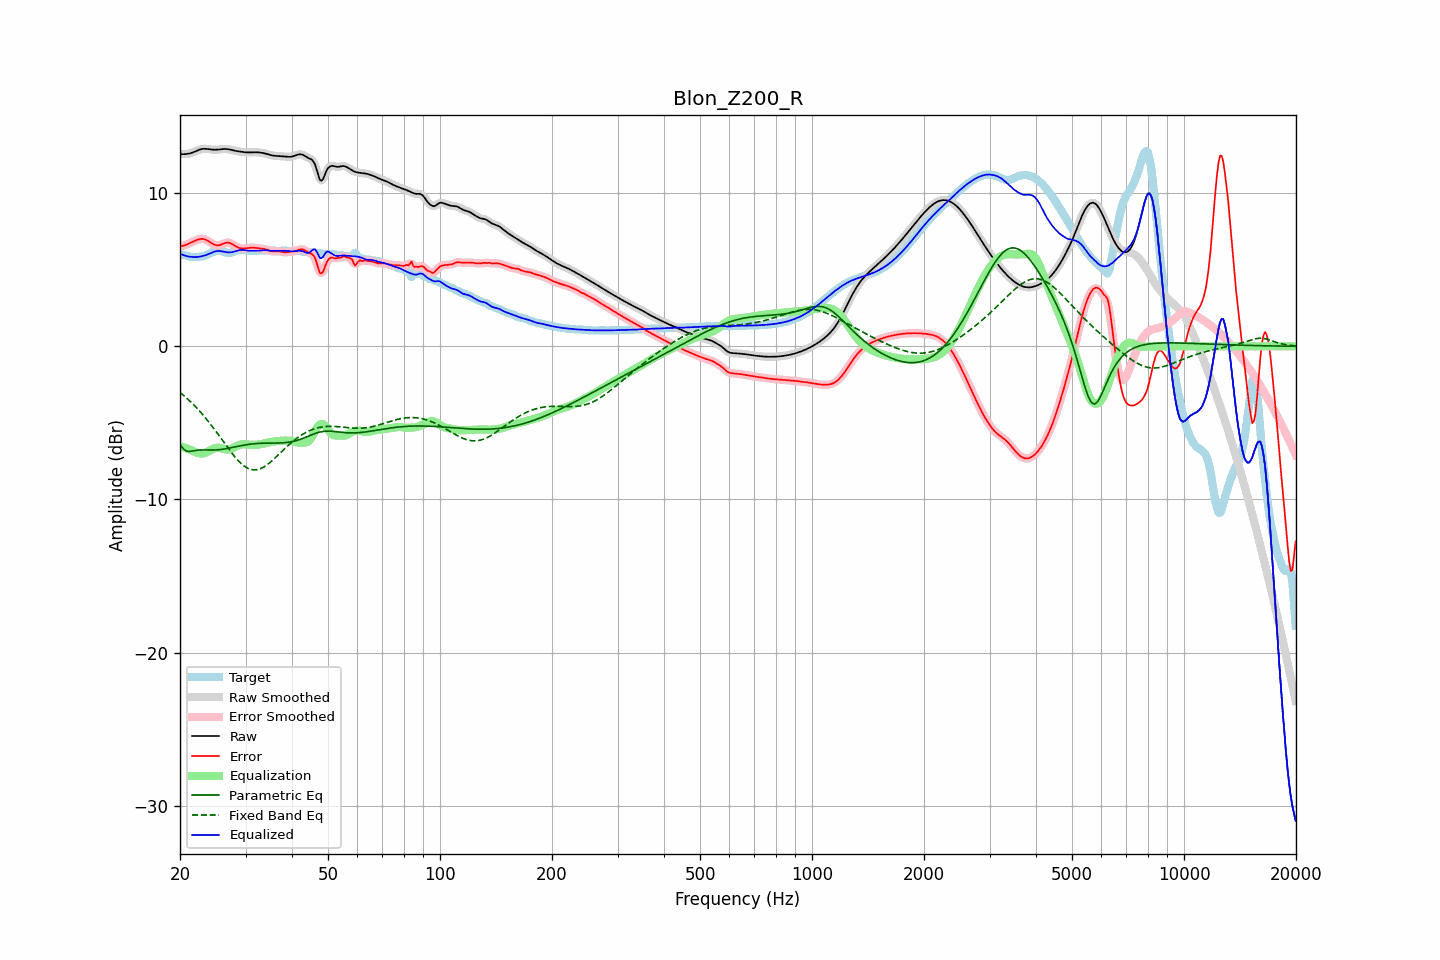 Blon_Z200_R
Amplitude (dBr)
10
0
−10
−20
−30
Target
Raw Smoothed
Error Smoothed
Raw
Error
Equalization
Parametric Eq
Fixed Band Eq
Equalized
20 50 100 200 500 1000 2000 5000 10000 20000
Frequency (Hz)